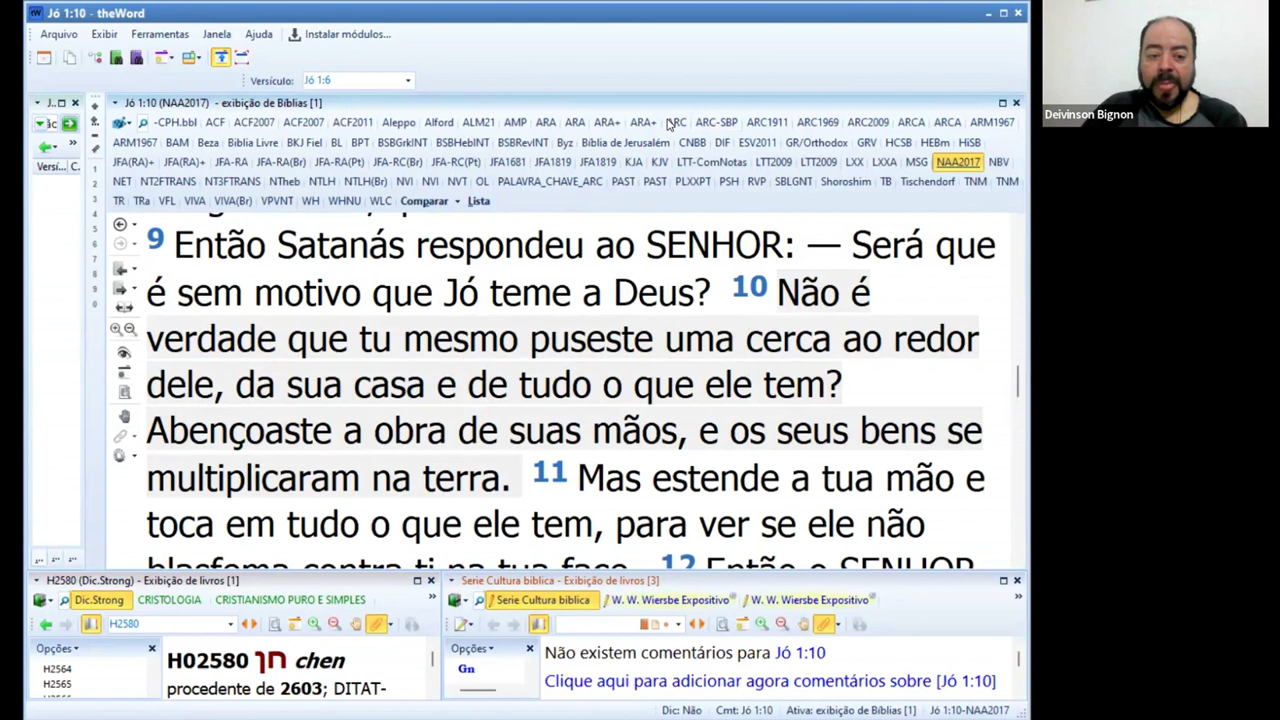 Jó 1:10 - theWord
Arquivo Exibir Ferramentas Janela Ajuda Instalar módulos...
Versículo: Jó 1:6
J..
Jó 1:10 (NAA2017) - exibição de Bíblias [1]
-CPH.bbl ACF ACF2007 ACF2007 ACF2011 Aleppo Alford ALM21 AMP ARA ARA ARA+ ARA+ ARC ARC-SBP ARC1911 ARC1969 ARC2009 ARCA ARCA ARM1967
ARM1967 BAM Beza Biblia Livre BKJ Fiel BL BPT BSBGrkINT BSBHebINT BSBRevINT Byz Bíblia de Jerusalém CNBB DIF ESV2011 GR/Orthodox GRV HCSB HEBm HiSB
JFA(RA)+ JFA(RA)+ JFA-RA JFA-RA(Br) JFA-RA(Pt) JFA-RC(Br) JFA-RC(Pt) JFA1681 JFA1819 JFA1819 KJA KJV LTT-ComNotas LTT2009 LTT2009 LXX LXXA MSG NAA2017 NBV
NET NT2FTRANS NT3FTRANS NTheb NTLH NTLH(Br) NVI NVI NVT OL PALAVRA_CHAVE_ARC PAST PAST PLXXPT PSH RVP SBLGNT Shoroshim TB Tischendorf TNM TNM
TR TRa VFL VIVA VIVA(Br) VPVNT WH WHNU WLC Comparar Lista
Versí... C.
9 Então Satanás respondeu ao SENHOR: — Será que
é sem motivo que Jó teme a Deus? 10 Não é
verdade que tu mesmo puseste uma cerca ao redor
dele, da sua casa e de tudo o que ele tem?
Abençoaste a obra de suas mãos, e os seus bens se
multiplicaram na terra. 11 Mas estende a tua mão e
toca em tudo o que ele tem, para ver se ele não
blasfema contra ti na tua face. 12 Então o SENHOR
H2580 (Dic.Strong) - Exibição de livros [1]
Dic.Strong CRISTOLOGIA CRISTIANISMO PURO E SIMPLES
H2580
Opções
H2564
H2565
H02580 חן chen
procedente de 2603; DITAT-
Serie Cultura biblica - Exibição de livros [3]
Serie Cultura biblica W. W. Wiersbe Expositivo W. W. Wiersbe Expositivo
Opções
Gn
Não existem comentários para Jó 1:10
Clique aqui para adicionar agora comentários sobre [Jó 1:10]
Dic: Não Cmt: Jó 1:10 Ativa: exibição de Bíblias [1] Jó 1:10-NAA2017
Deivinson Bignon